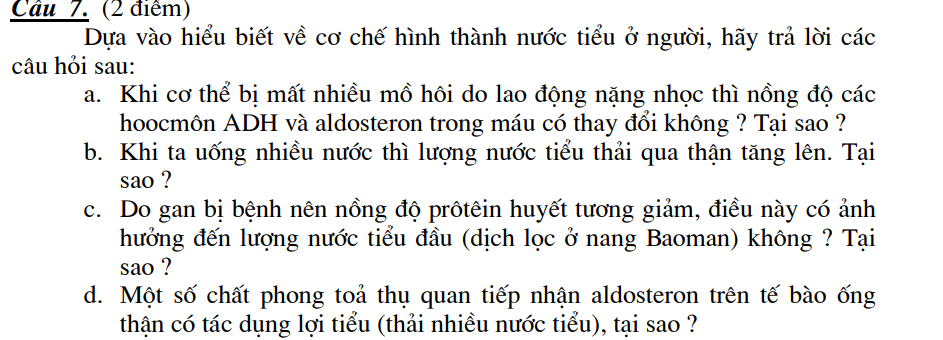 Câu 7. (2 điểm)
Dựa vào hiểu biết về cơ chế hình thành nước tiểu ở người, hãy trả lời các
câu hỏi sau:
a. Khi cơ thể bị mất nhiều mồ hôi do lao động nặng nhọc thì nồng độ các
hoocmôn ADH và aldosteron trong máu có thay đổi không ? Tại sao ?
b. Khi ta uống nhiều nước thì lượng nước tiểu thải qua thận tăng lên. Tại
sao ?
c. Do gan bị bệnh nên nồng độ prôtêin huyết tương giảm, điều này có ảnh
hưởng đến lượng nước tiểu đầu (dịch lọc ở nang Baoman) không ? Tại
sao ?
d. Một số chất phong toả thụ quan tiếp nhận aldosteron trên tế bào ống
thận có tác dụng lợi tiểu (thải nhiều nước tiểu), tại sao ?